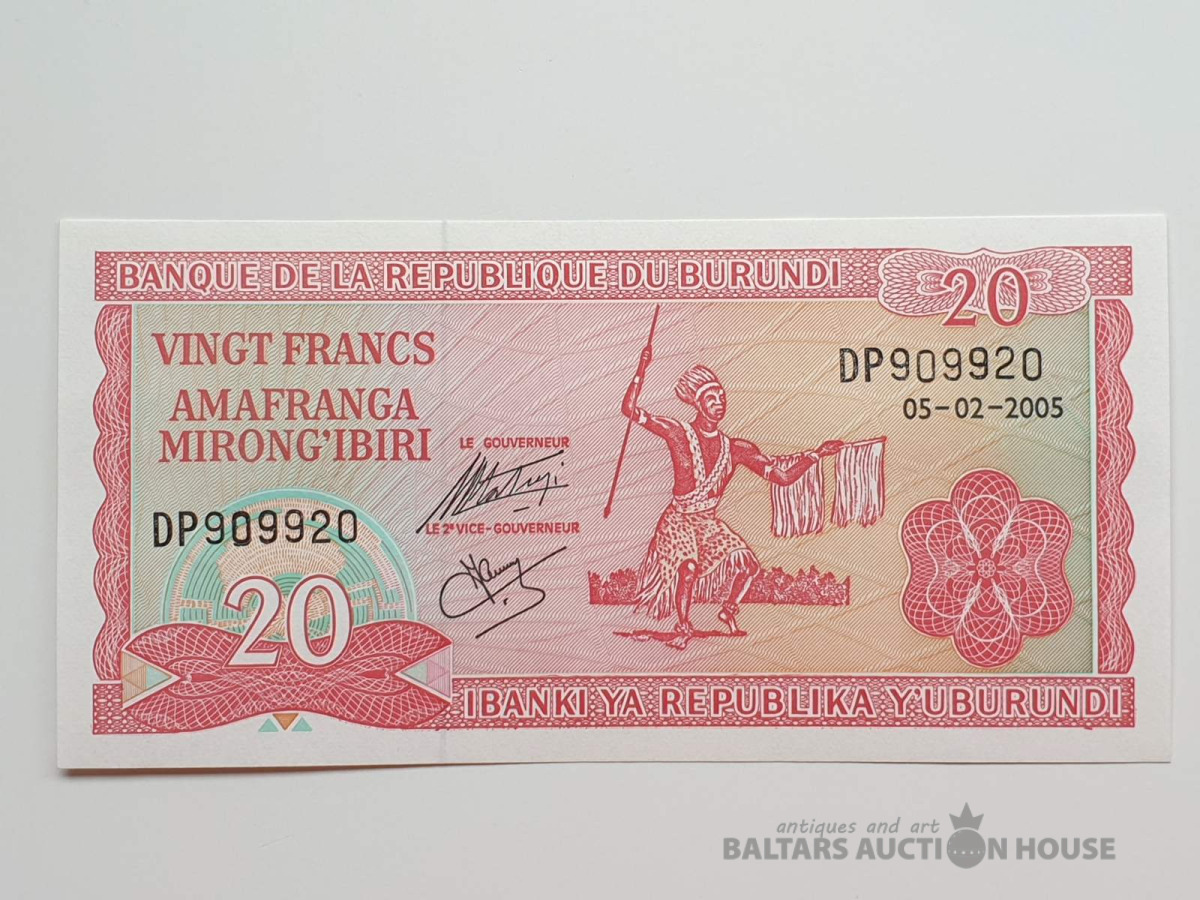 BANQUE DE LA REPUBLIQUE DU BURUNDI
20
VINGT FRANCS
AMAFRANGA
MIRONG'IBIRI
DP909920
05-02-2005
LE GOUVERNEUR
LE 2e VICE-GOUVERNEUR
DP909920
20
IBANKI YA REPUBLIKA Y'UBURUNDI
antiques and art
BALTARS AUCTION HOUSE